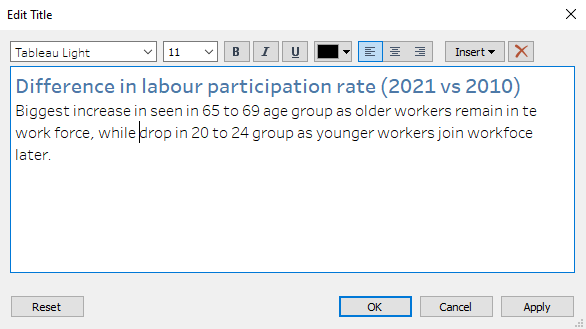 Edit Title
Tableau Light 11 B I U Insert
Difference in labour participation rate (2021 vs 2010)
Biggest increase in seen in 65 to 69 age group as older workers remain in te
work force, while drop in 20 to 24 group as younger workers join workfoce
later.
Reset OK Cancel Apply